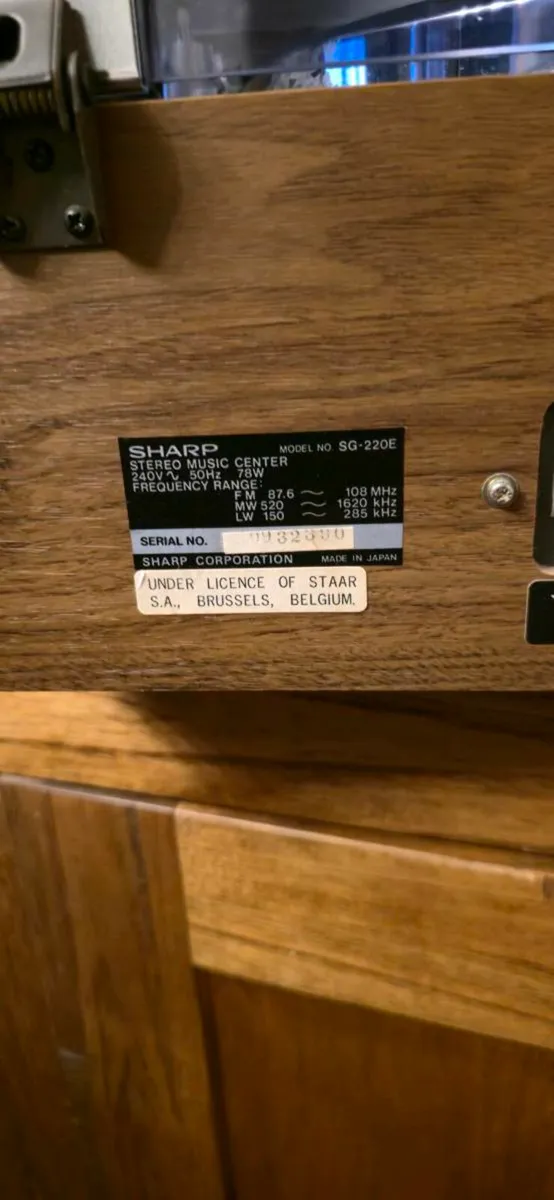 SHARP MODEL NO. SG-220E
STEREO MUSIC CENTER
240V∿ 50Hz 78W
FREQUENCY RANGE:
FM 87.6 ～ 108 MHz
MW 520 ～ 1620 kHz
LW 150 ～ 285 kHz
SERIAL NO.
SHARP CORPORATION MADE IN JAPAN
UNDER LICENCE OF STAAR
S.A., BRUSSELS, BELGIUM.